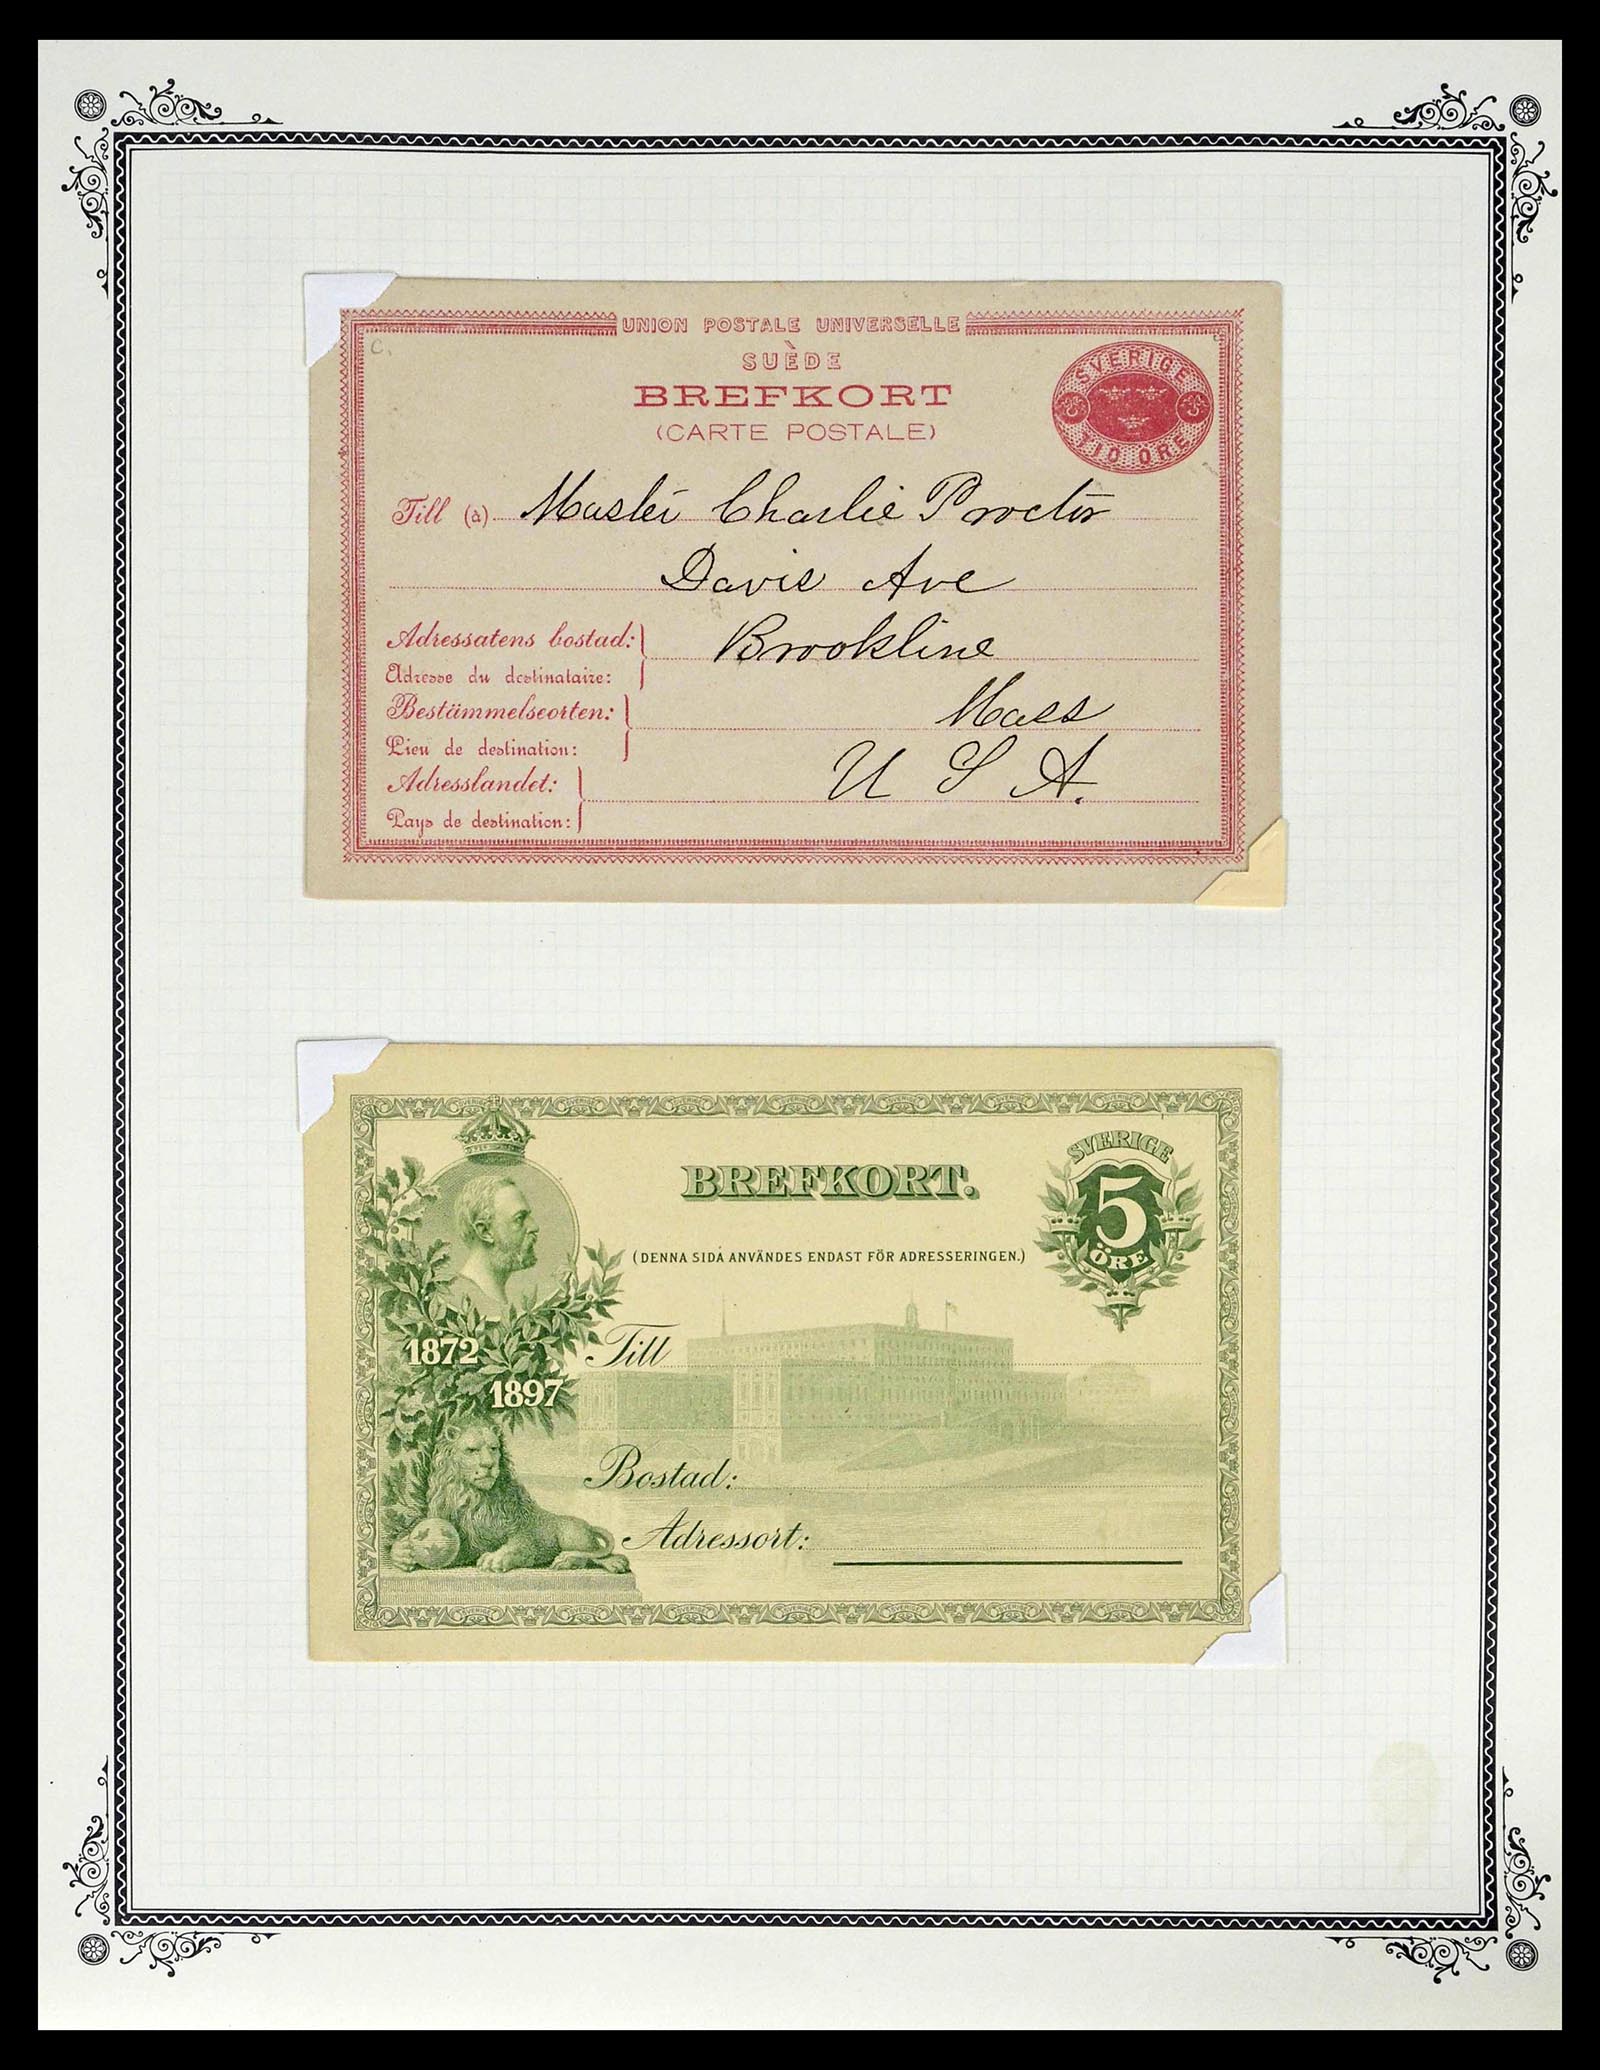 UNION POSTALE UNIVERSELLE
SUÈDE
BREFKORT
(CARTE POSTALE)
SVERIGE
TIO ÖRE
C.
Till (à) Master Charlie Proctor
Davis Ave
Adressatens bostad: Brookline
Adresse du destinataire:
Bestämmelseorten: Mass
Lieu de destination:
Adresslandet: U S A.
Pays de destination:
BREFKORT.
SVERIGE
5
ÖRE
(DENNA SIDA ANVÄNDES ENDAST FÖR ADRESSERINGEN.)
1872
1897
Till
Bostad:
Adressort: